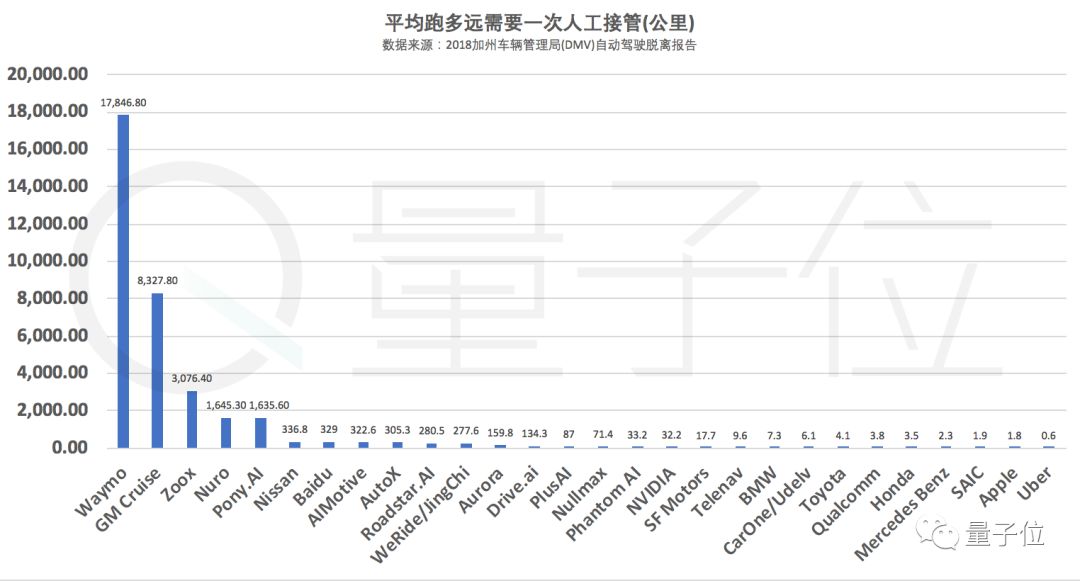 平均跑多远需要一次人工接管(公里)
数据来源：2018加州车辆管理局(DMV)自动驾驶脱离报告
20,000.00
18,000.00
16,000.00
14,000.00
12,000.00
10,000.00
8,000.00
6,000.00
4,000.00
2,000.00
0.00
17,846.80
8,327.80
3,076.40
1,645.30
1,635.60
336.8
329
322.6
305.3
280.5
277.6
159.8
134.3
87
71.4
33.2
32.2
17.7
9.6
7.3
6.1
4.1
3.8
3.5
2.3
1.9
1.8
0.6
Waymo
GM Cruise
Zoox
Nuro
Pony.AI
Nissan
Baidu
AIMotive
AutoX
Roadstar.AI
WeRide/JingChi
Aurora
Drive.ai
PlusAI
Nullmax
Phantom AI
NVIDIA
SF Motors
Telenav
BMW
CarOne/Udelv
Toyota
Qualcomm
Honda
Mercedes Benz
SAIC
Apple
Uber
量子位
量子位